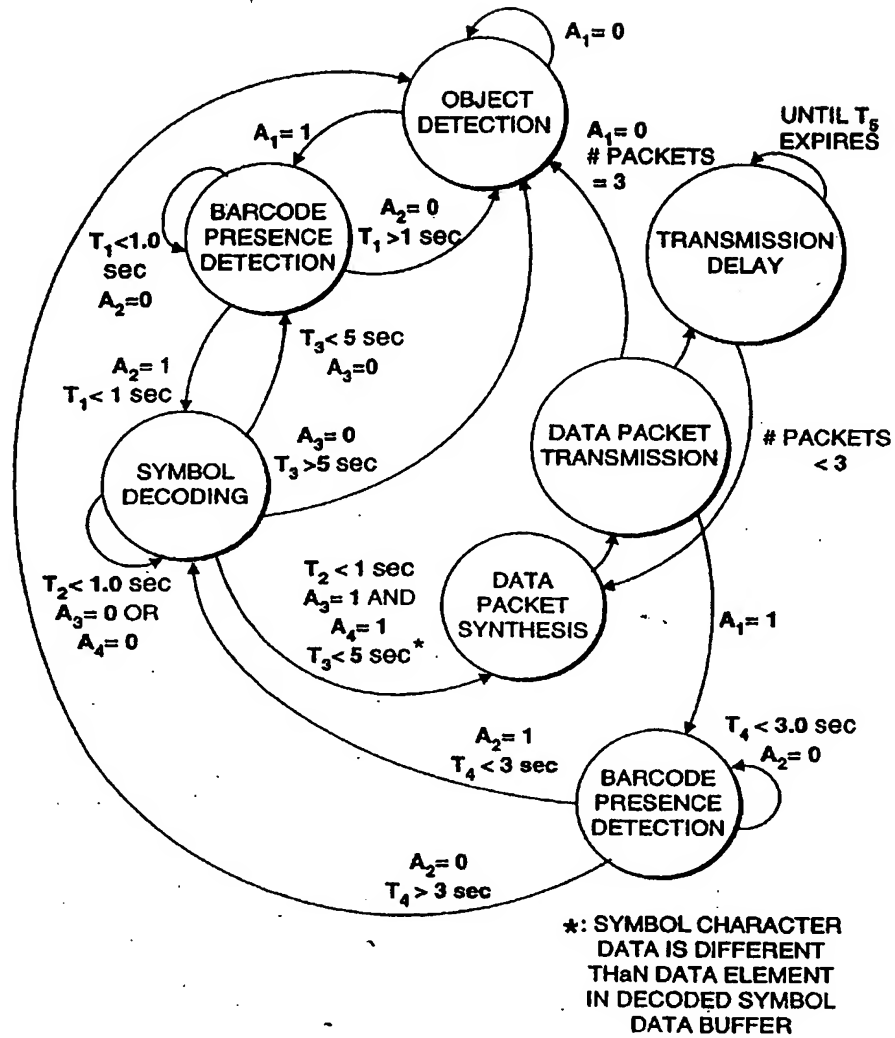 A₁= 0
OBJECT
DETECTION
A₁= 1
A₁= 0
# PACKETS
= 3
UNTIL T₅
EXPIRES
BARCODE
PRESENCE
DETECTION
T₁<1.0
sec
A₂=0
A₂= 0
T₁ >1 sec
TRANSMISSION
DELAY
T₃< 5 sec
A₃=0
A₂= 1
T₁< 1 sec
A₃= 0
T₃ >5 sec
SYMBOL
DECODING
DATA PACKET
TRANSMISSION
# PACKETS
< 3
T₂< 1.0 sec
A₃= 0 OR
A₄= 0
T₂ < 1 sec
A₃= 1 AND
A₄= 1
T₃< 5 sec*
DATA
PACKET
SYNTHESIS
A₁= 1
A₂= 1
T₄ < 3 sec
T₄ < 3.0 sec
A₂= 0
BARCODE
PRESENCE
DETECTION
A₂= 0
T₄ > 3 sec
*: SYMBOL CHARACTER
DATA IS DIFFERENT
THaN DATA ELEMENT
IN DECODED SYMBOL
DATA BUFFER